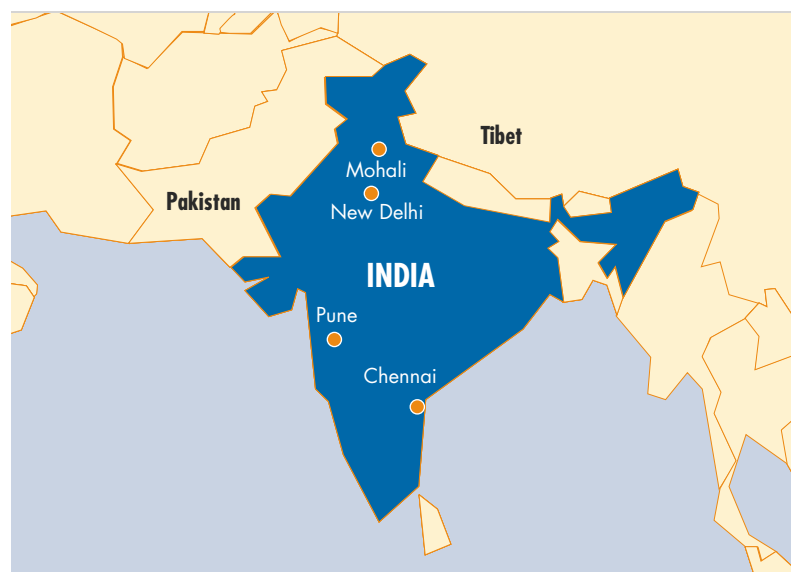 Tibet
Mohali
Pakistan
New Delhi
INDIA
Pune
Chennai